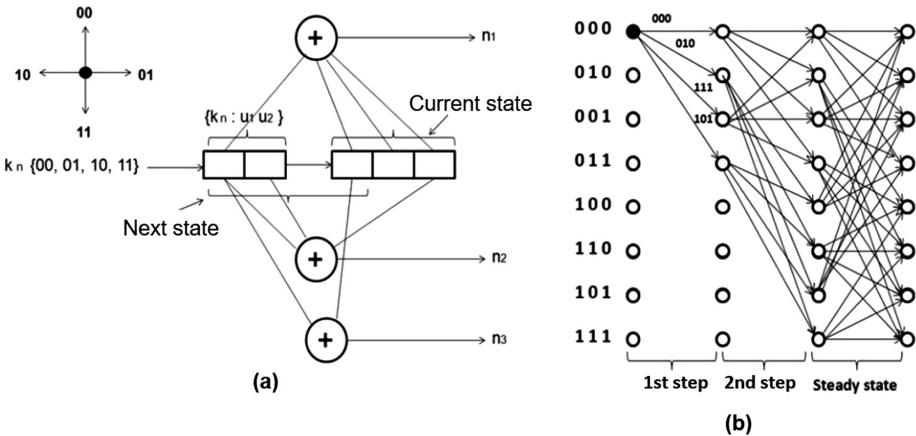 00
10
01
11
{kn : u1 u2 }
Current state
kn {00, 01, 10, 11}
Next state
n1
n2
n3
+
+
+
(a)
000
010
001
011
100
110
101
111
000
010
111
101
1st step
2nd step
Steady state
(b)